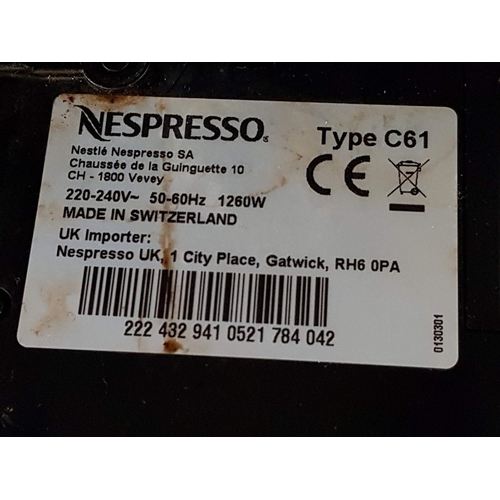 NESPRESSO®
Type C61
Nestlé Nespresso SA
Chaussée de la Guinguette 10
CH - 1800 Vevey
CE
220-240V~ 50-60Hz 1260W
MADE IN SWITZERLAND
UK Importer:
Nespresso UK, 1 City Place, Gatwick, RH6 0PA
222 432 941 0521 784 042
0130301